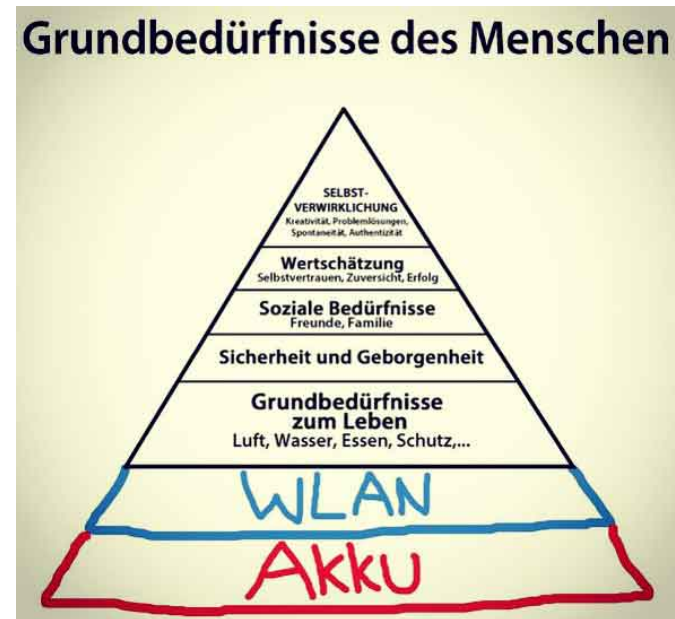 Grundbedürfnisse des Menschen
SELBST-
VERWIRKLICHUNG
Kreativität, Problemlösungen,
Spontaneität, Authentizität
Wertschätzung
Selbstvertrauen, Zuversicht, Erfolg
Soziale Bedürfnisse
Freunde, Familie
Sicherheit und Geborgenheit
Grundbedürfnisse
zum Leben
Luft, Wasser, Essen, Schutz,...
WLAN
AKKU